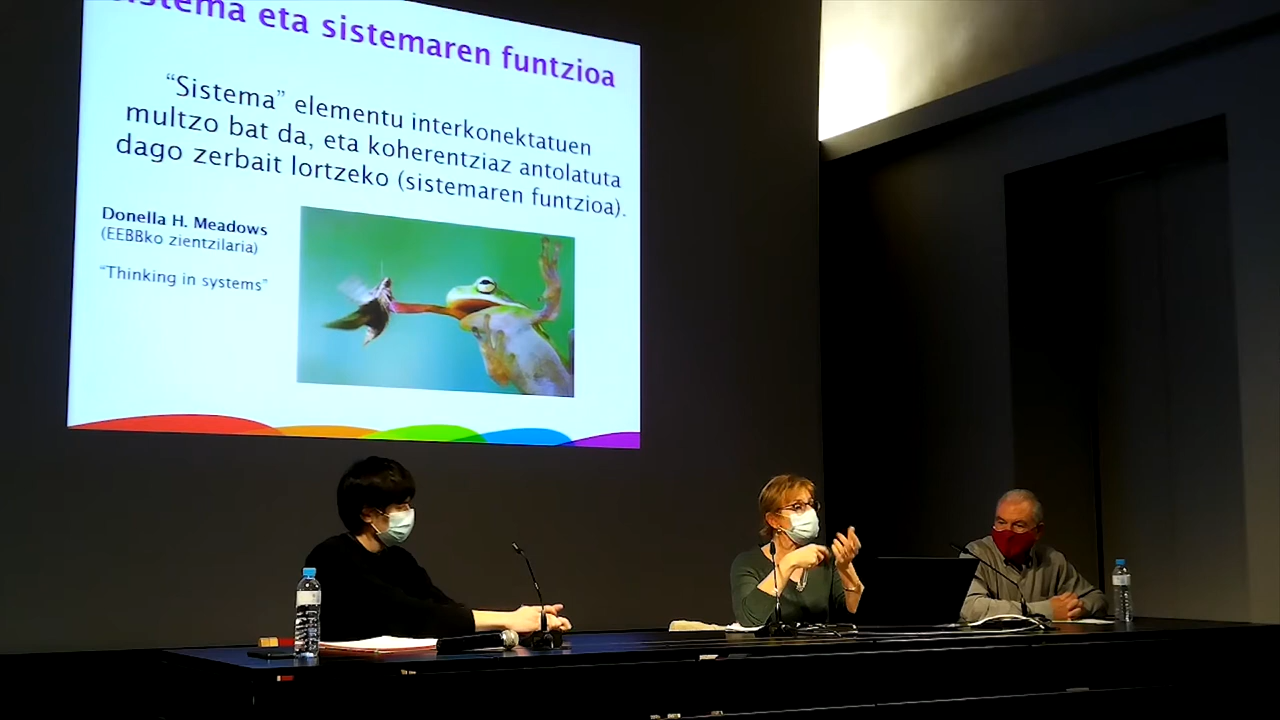 sistema eta sistemaren funtzioa
“Sistema” elementu interkonektatuen
multzo bat da, eta koherentziaz antolatuta
dago zerbait lortzeko (sistemaren funtzioa).
Donella H. Meadows
(EEBBko zientzilaria)
“Thinking in systems”